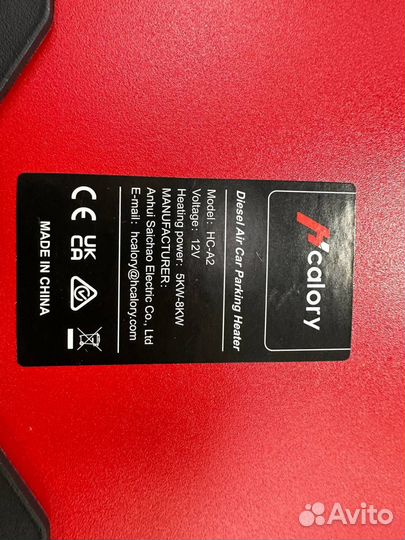 Hcalory
Diesel Air Car Parking Heater
Model: HC-A2
Voltage: 12V
Heating power: 5KW-8KW
MANUFACTURER:
Anhui Saichao Electric Co., Ltd
E-mail: hcalory@hcalory.com
CE UK CA
MADE IN CHINA
Avito